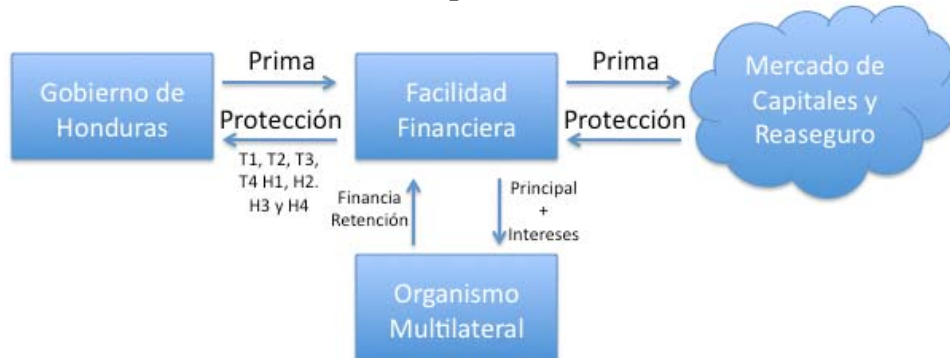 Prima
Prima
Gobierno de
Honduras
Facilidad
Financiera
Mercado de
Capitales y
Reaseguro
Protección
Protección
T1, T2, T3,
T4 H1, H2.
H3 y H4
Financia
Retención
Principal
+
Intereses
Organismo
Multilateral